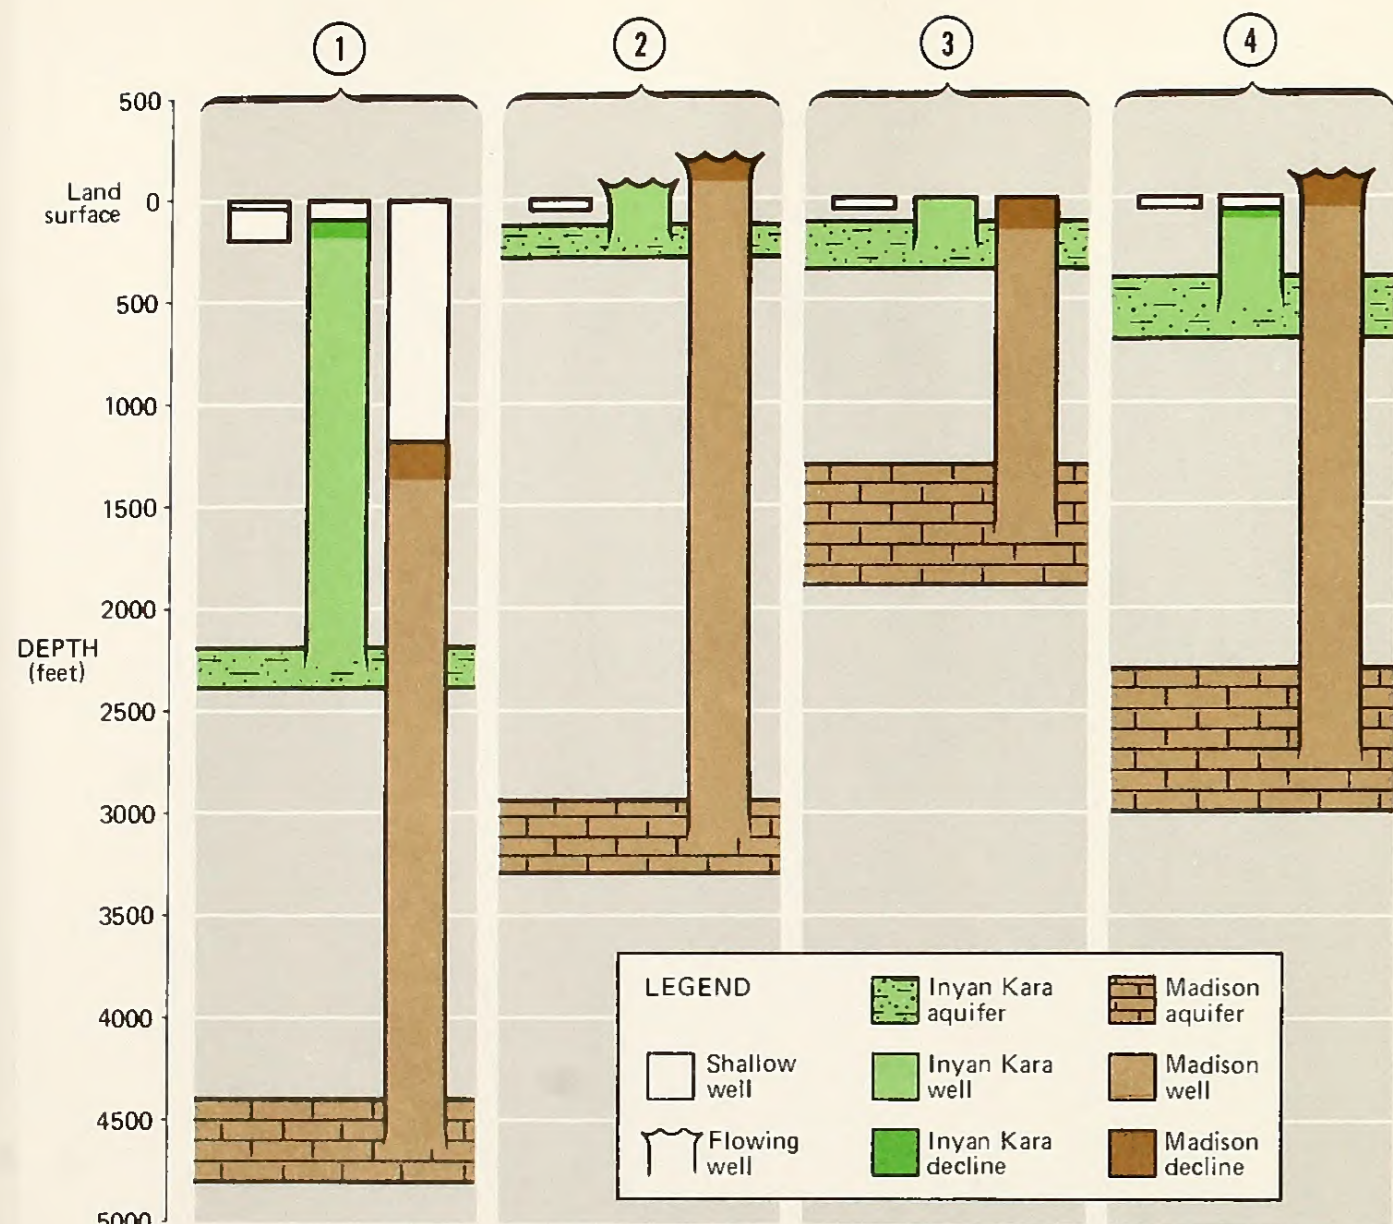 1
2
3
4
500
Land
surface
0
500
1000
1500
2000
DEPTH
(feet)
2500
3000
3500
4000
4500
5000
LEGEND
Shallow
well
Flowing
well
Inyan Kara
aquifer
Inyan Kara
well
Inyan Kara
decline
Madison
aquifer
Madison
well
Madison
decline